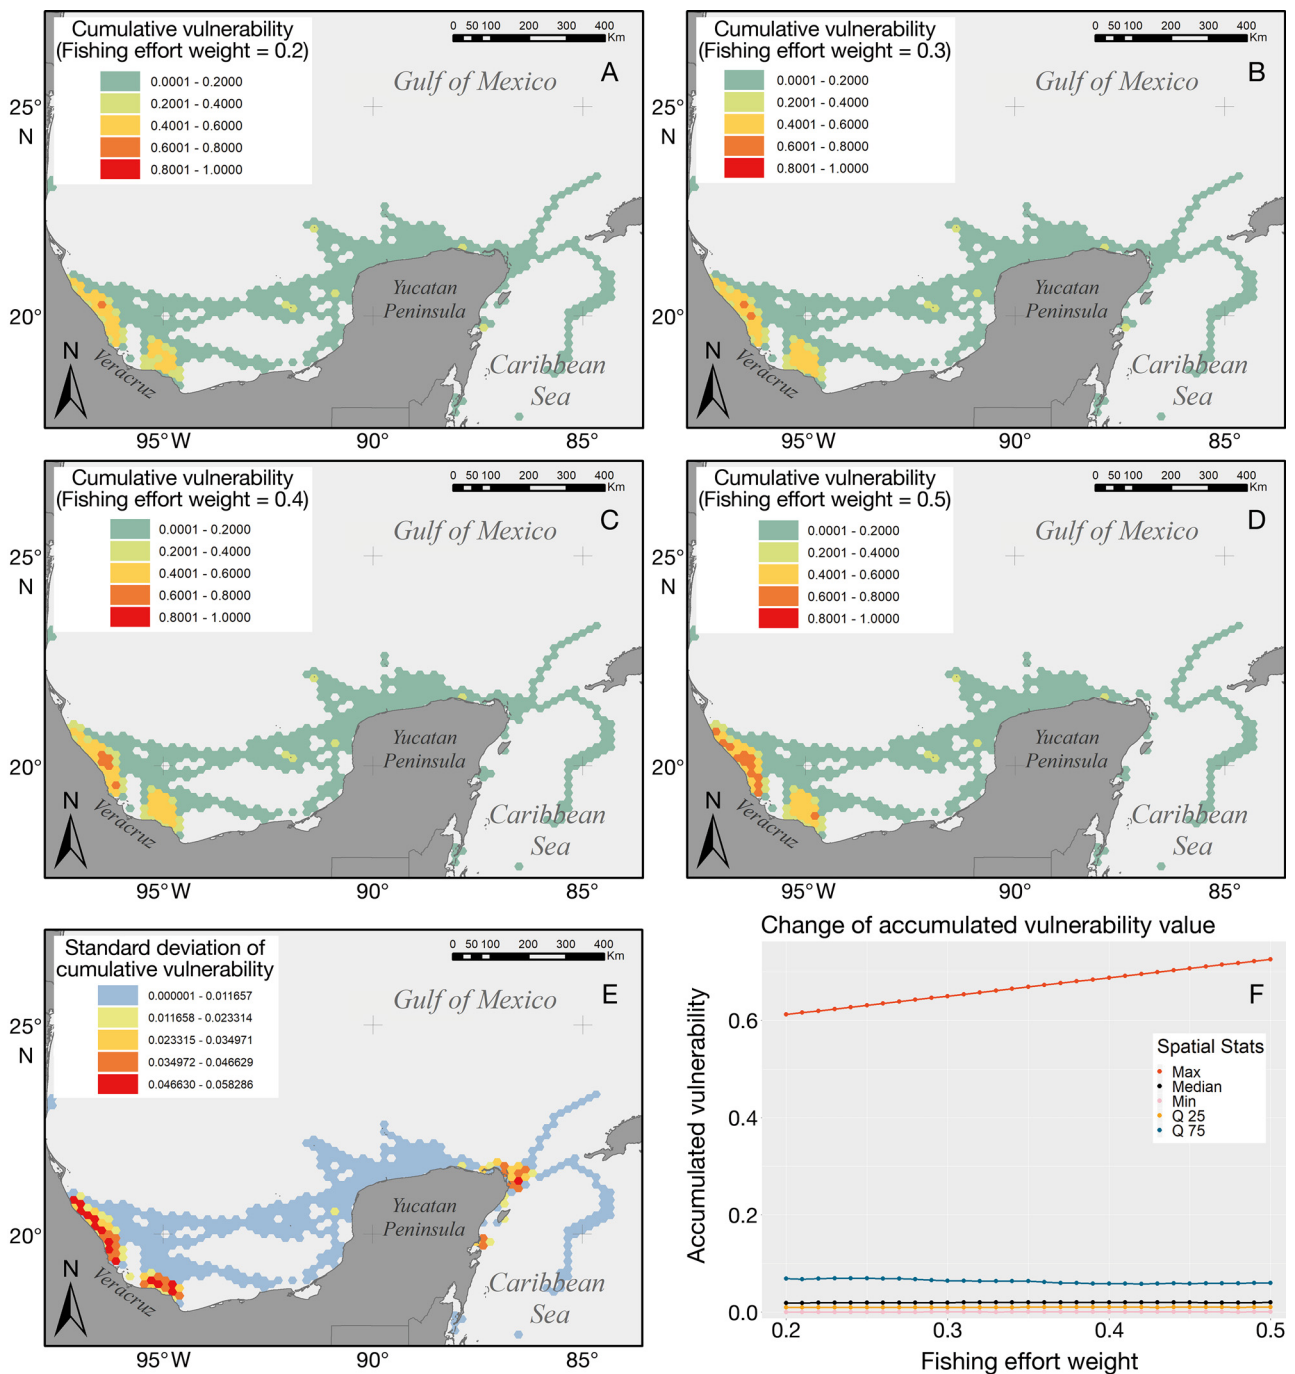 Cumulative vulnerability
(Fishing effort weight = 0.2)
0.0001 - 0.2000
0.2001 - 0.4000
0.4001 - 0.6000
0.6001 - 0.8000
0.8001 - 1.0000
0 50 100 200 300 400
Km
A
Gulf of Mexico
25°
N
20°
Yucatan
Peninsula
N
Veracruz
Caribbean
Sea
95°W
90°
85°
Cumulative vulnerability
(Fishing effort weight = 0.3)
0.0001 - 0.2000
0.2001 - 0.4000
0.4001 - 0.6000
0.6001 - 0.8000
0.8001 - 1.0000
0 50 100 200 300 400
Km
B
Gulf of Mexico
25°
N
20°
Yucatan
Peninsula
N
Veracruz
Caribbean
Sea
95°W
90°
85°
Cumulative vulnerability
(Fishing effort weight = 0.4)
0.0001 - 0.2000
0.2001 - 0.4000
0.4001 - 0.6000
0.6001 - 0.8000
0.8001 - 1.0000
0 50 100 200 300 400
Km
C
Gulf of Mexico
25°
N
20°
Yucatan
Peninsula
N
Veracruz
Caribbean
Sea
95°W
90°
85°
Cumulative vulnerability
(Fishing effort weight = 0.5)
0.0001 - 0.2000
0.2001 - 0.4000
0.4001 - 0.6000
0.6001 - 0.8000
0.8001 - 1.0000
0 50 100 200 300 400
Km
D
Gulf of Mexico
25°
N
20°
Yucatan
Peninsula
N
Veracruz
Caribbean
Sea
95°W
90°
85°
Standard deviation of
cumulative vulnerability
0.000001 - 0.011657
0.011658 - 0.023314
0.023315 - 0.034971
0.034972 - 0.046629
0.046630 - 0.058286
0 50 100 200 300 400
Km
E
Gulf of Mexico
25°
N
20°
Yucatan
Peninsula
N
Veracruz
Caribbean
Sea
95°W
90°
85°
Change of accumulated vulnerability value
F
Accumulated vulnerability
0.6
0.4
0.2
0.0
Spatial Stats
Max
Median
Min
Q 25
Q 75
0.2
0.3
0.4
0.5
Fishing effort weight